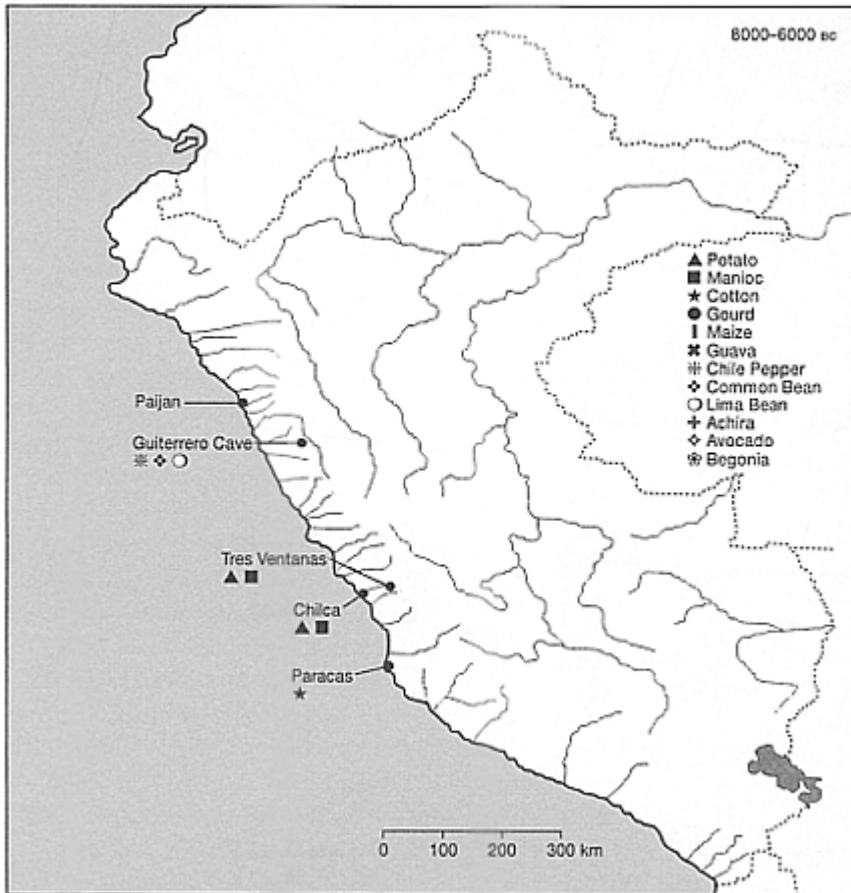 8000-6000 BC
Potato
Manioc
Cotton
Gourd
Maize
Guava
Chile Pepper
Common Bean
Lima Bean
Achira
Avocado
Begonia
Paijan
Guiterrero Cave
Tres Ventanas
Chilca
Paracas
0 100 200 300 km